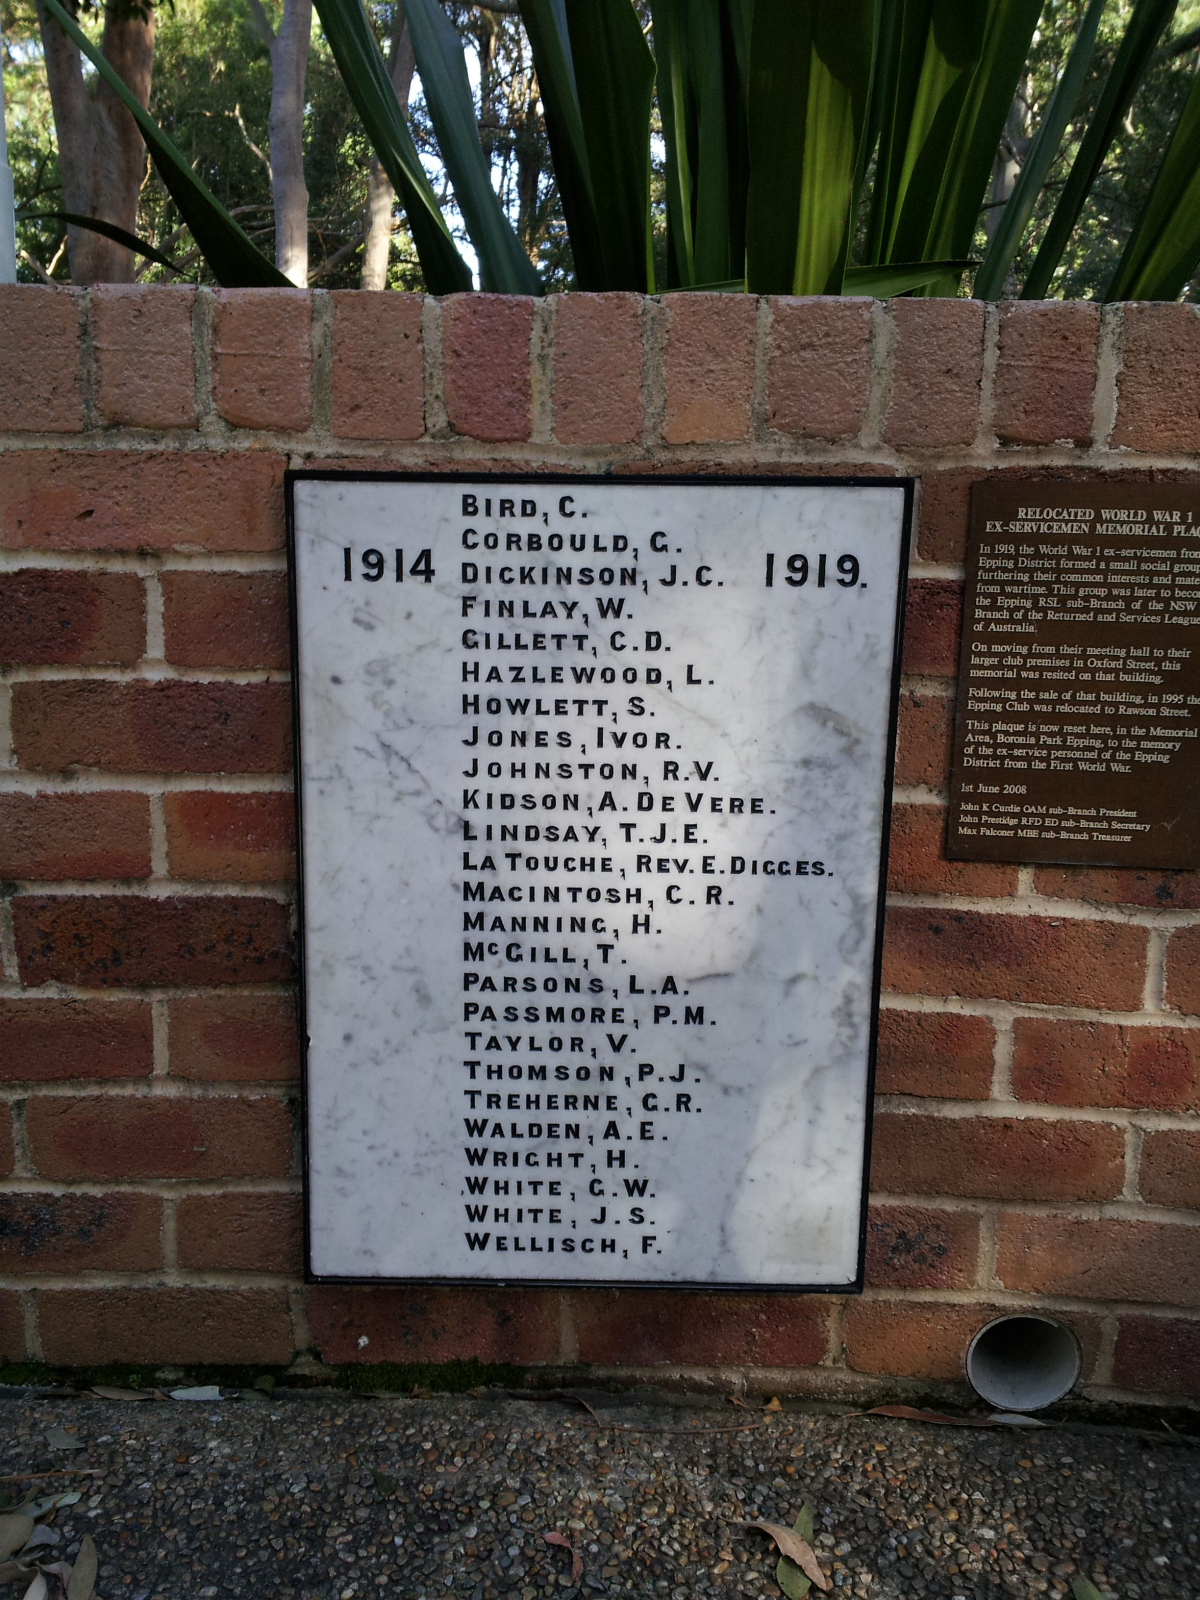 BIRD, C.
CORBOULD, G.
1914 DICKINSON, J.C. 1919.
FINLAY, W.
GILLETT, C.D.
HAZLEWOOD, L.
HOWLETT, S.
JONES, IVOR.
JOHNSTON, R.V.
KIDSON, A. DE VERE.
LINDSAY, T.J.E.
LA TOUCHE, REV. E. DIGGES.
MACINTOSH, C.R.
MANNING, H.
McGILL, T.
PARSONS, L.A.
PASSMORE, P.M.
TAYLOR, V.
THOMSON, P.J.
TREHERNE, G.R.
WALDEN, A.E.
WRIGHT, H.
WHITE, G.W.
WHITE, J.S.
WELLISCH, F.
RELOCATED WORLD WAR 1
EX-SERVICEMEN MEMORIAL
In 1919, the World War 1 ex-servicemen
Epping District formed a small social group
furthering their common interests and
from wartime. This group was later to
the Epping RSL sub-Branch of the NSW
Branch of the Returned and Services League
of Australia.
On moving from their meeting hall to their
larger club premises in Oxford Street, this
memorial was resited on that building.
Following the sale of that building, in 1995 the
Epping Club was relocated to Rawson Street.
This plaque is now reset here, in the Memorial
Area, Boronia Park Epping, to the memory
of the ex-service personnel of the Epping
District from the First World War.
1st June 2008
John K Curdie OAM sub-Branch President
John Prestidge RFD ED sub-Branch Secretary
Max Falconer MBE sub-Branch Treasurer